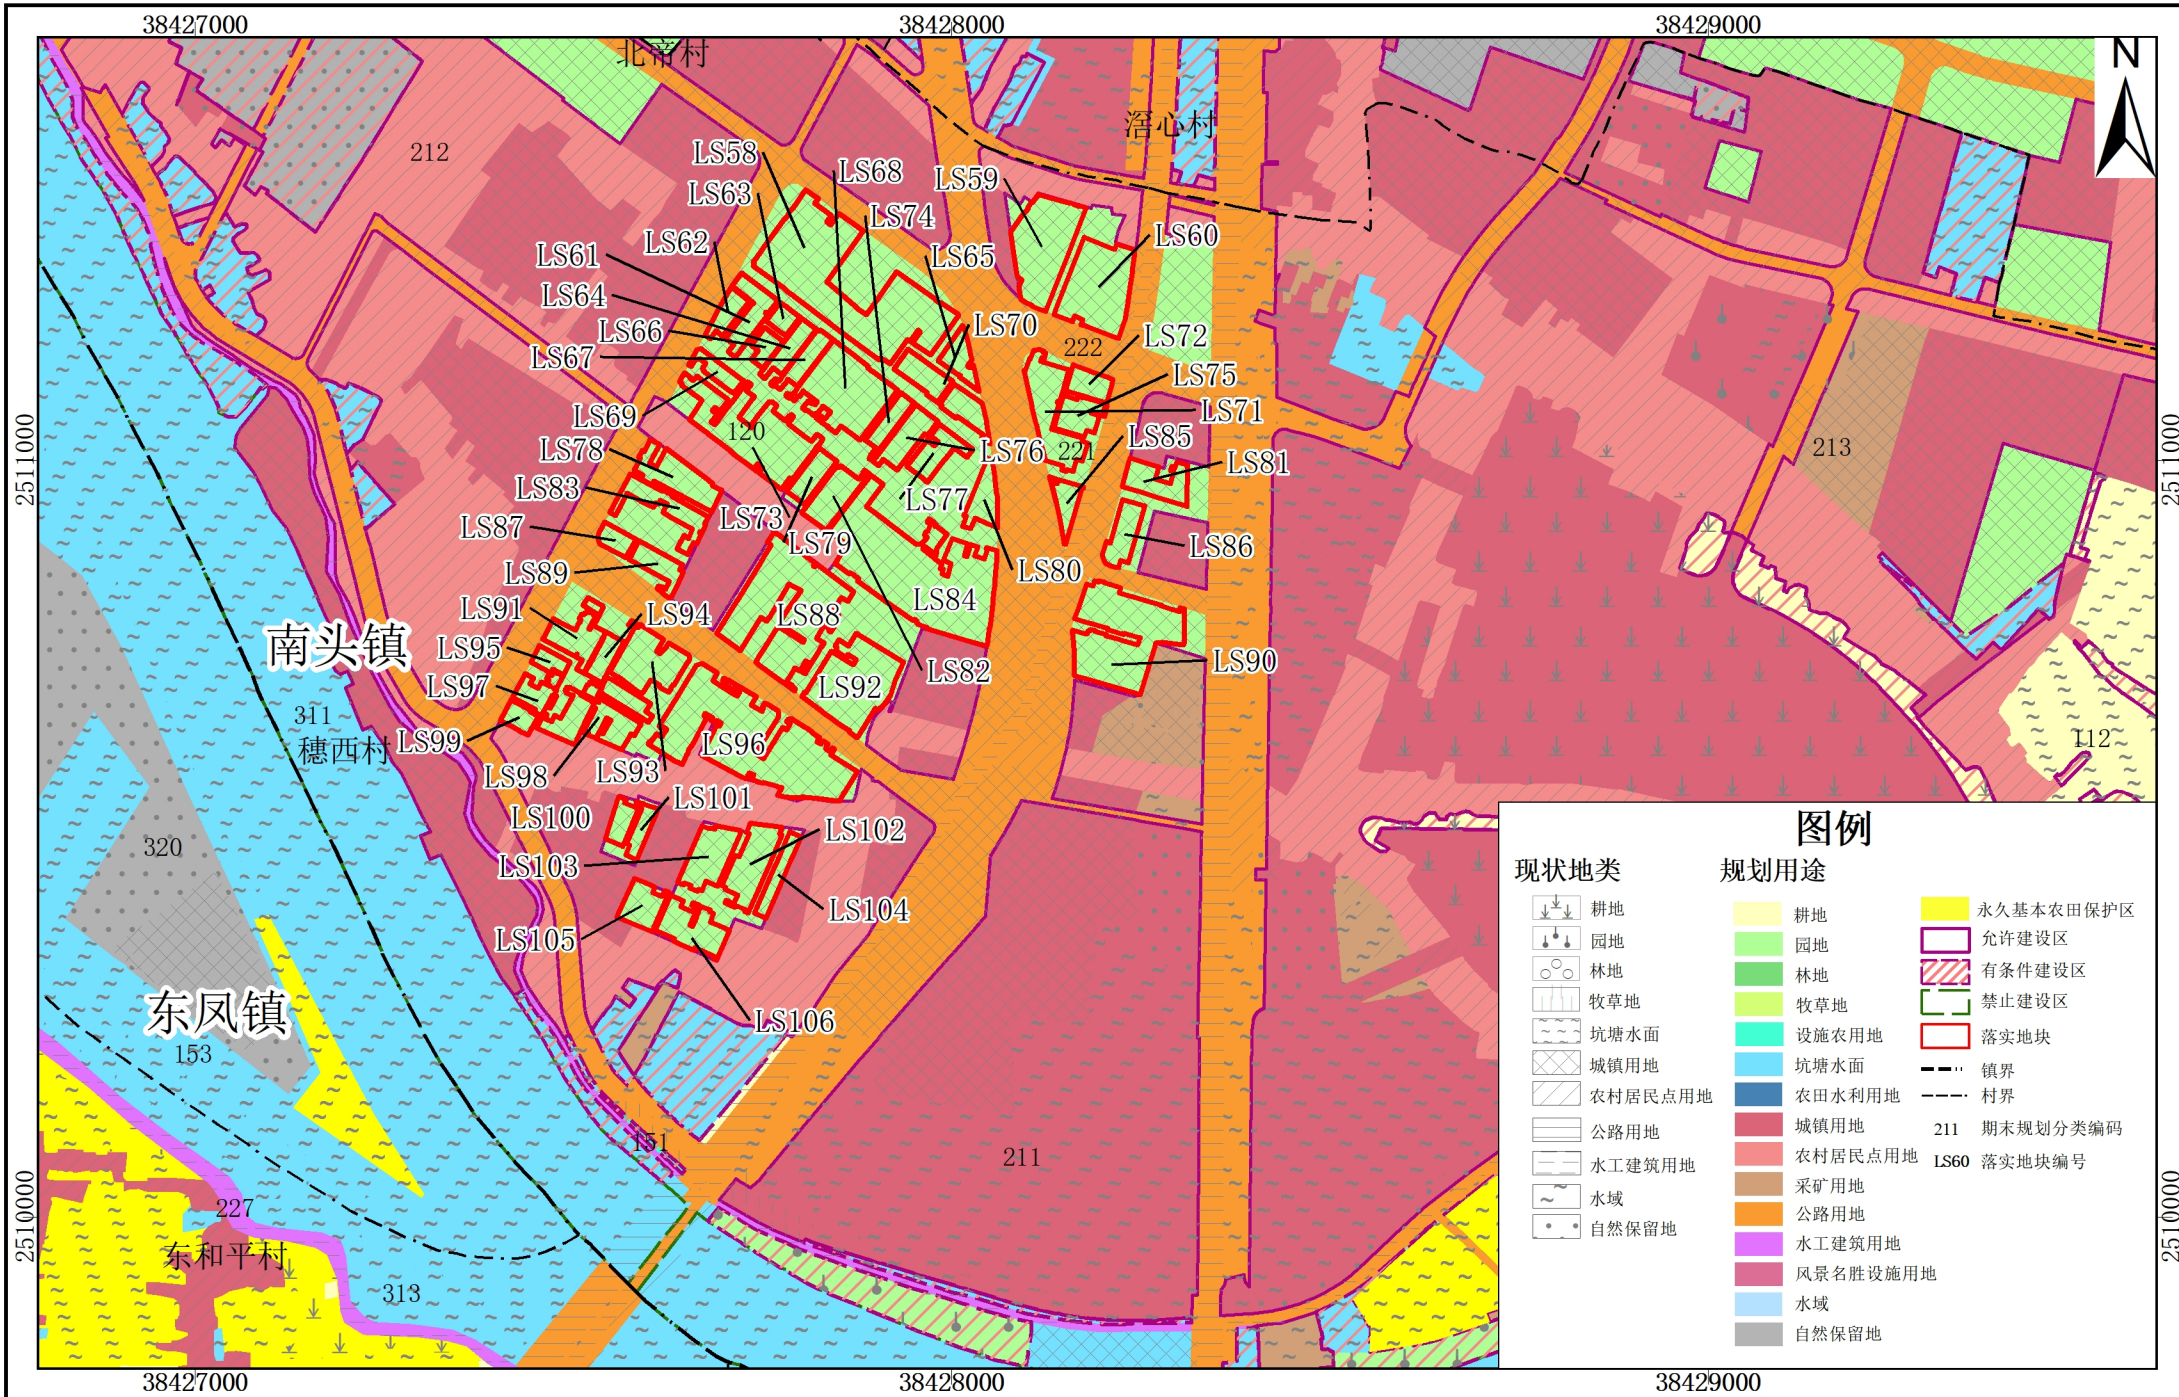 38427000
38428000
38429000
N
北帝村
滘心村
212
LS58
LS68
LS59
LS63
LS74
LS62
LS61
LS65
LS60
LS64
LS66
LS70
LS67
222
LS72
LS75
LS69
LS71
120
LS85
LS78
LS76
221
LS81
213
2511000
2511000
LS83
LS77
LS73
LS87
LS79
LS86
LS89
LS80
LS91
LS94
LS88
LS84
南头镇
LS95
LS82
LS90
LS97
LS92
311
穗西村
LS99
LS96
112
LS98
LS93
LS101
LS100
LS102
320
LS103
LS104
LS105
东凤镇
LS106
153
151
211
227
东和平村
313
2510000
2510000
图例
现状地类
耕地
园地
林地
牧草地
坑塘水面
城镇用地
农村居民点用地
公路用地
水工建筑用地
水域
自然保留地
规划用途
耕地
园地
林地
牧草地
设施农用地
坑塘水面
农田水利用地
城镇用地
农村居民点用地
采矿用地
公路用地
水工建筑用地
风景名胜设施用地
水域
自然保留地
永久基本农田保护区
允许建设区
有条件建设区
禁止建设区
落实地块
镇界
村界
211 期末规划分类编码
LS60 落实地块编号
38427000
38428000
38429000